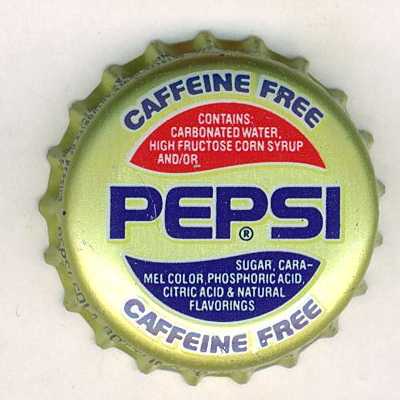 CAFFEINE FREE
CONTAINS:
CARBONATED WATER,
HIGH FRUCTOSE CORN SYRUP
AND/OR
PEPSI
®
SUGAR, CARA-
MEL COLOR, PHOSPHORIC ACID,
CITRIC ACID & NATURAL
FLAVORINGS
CAFFEINE FREE